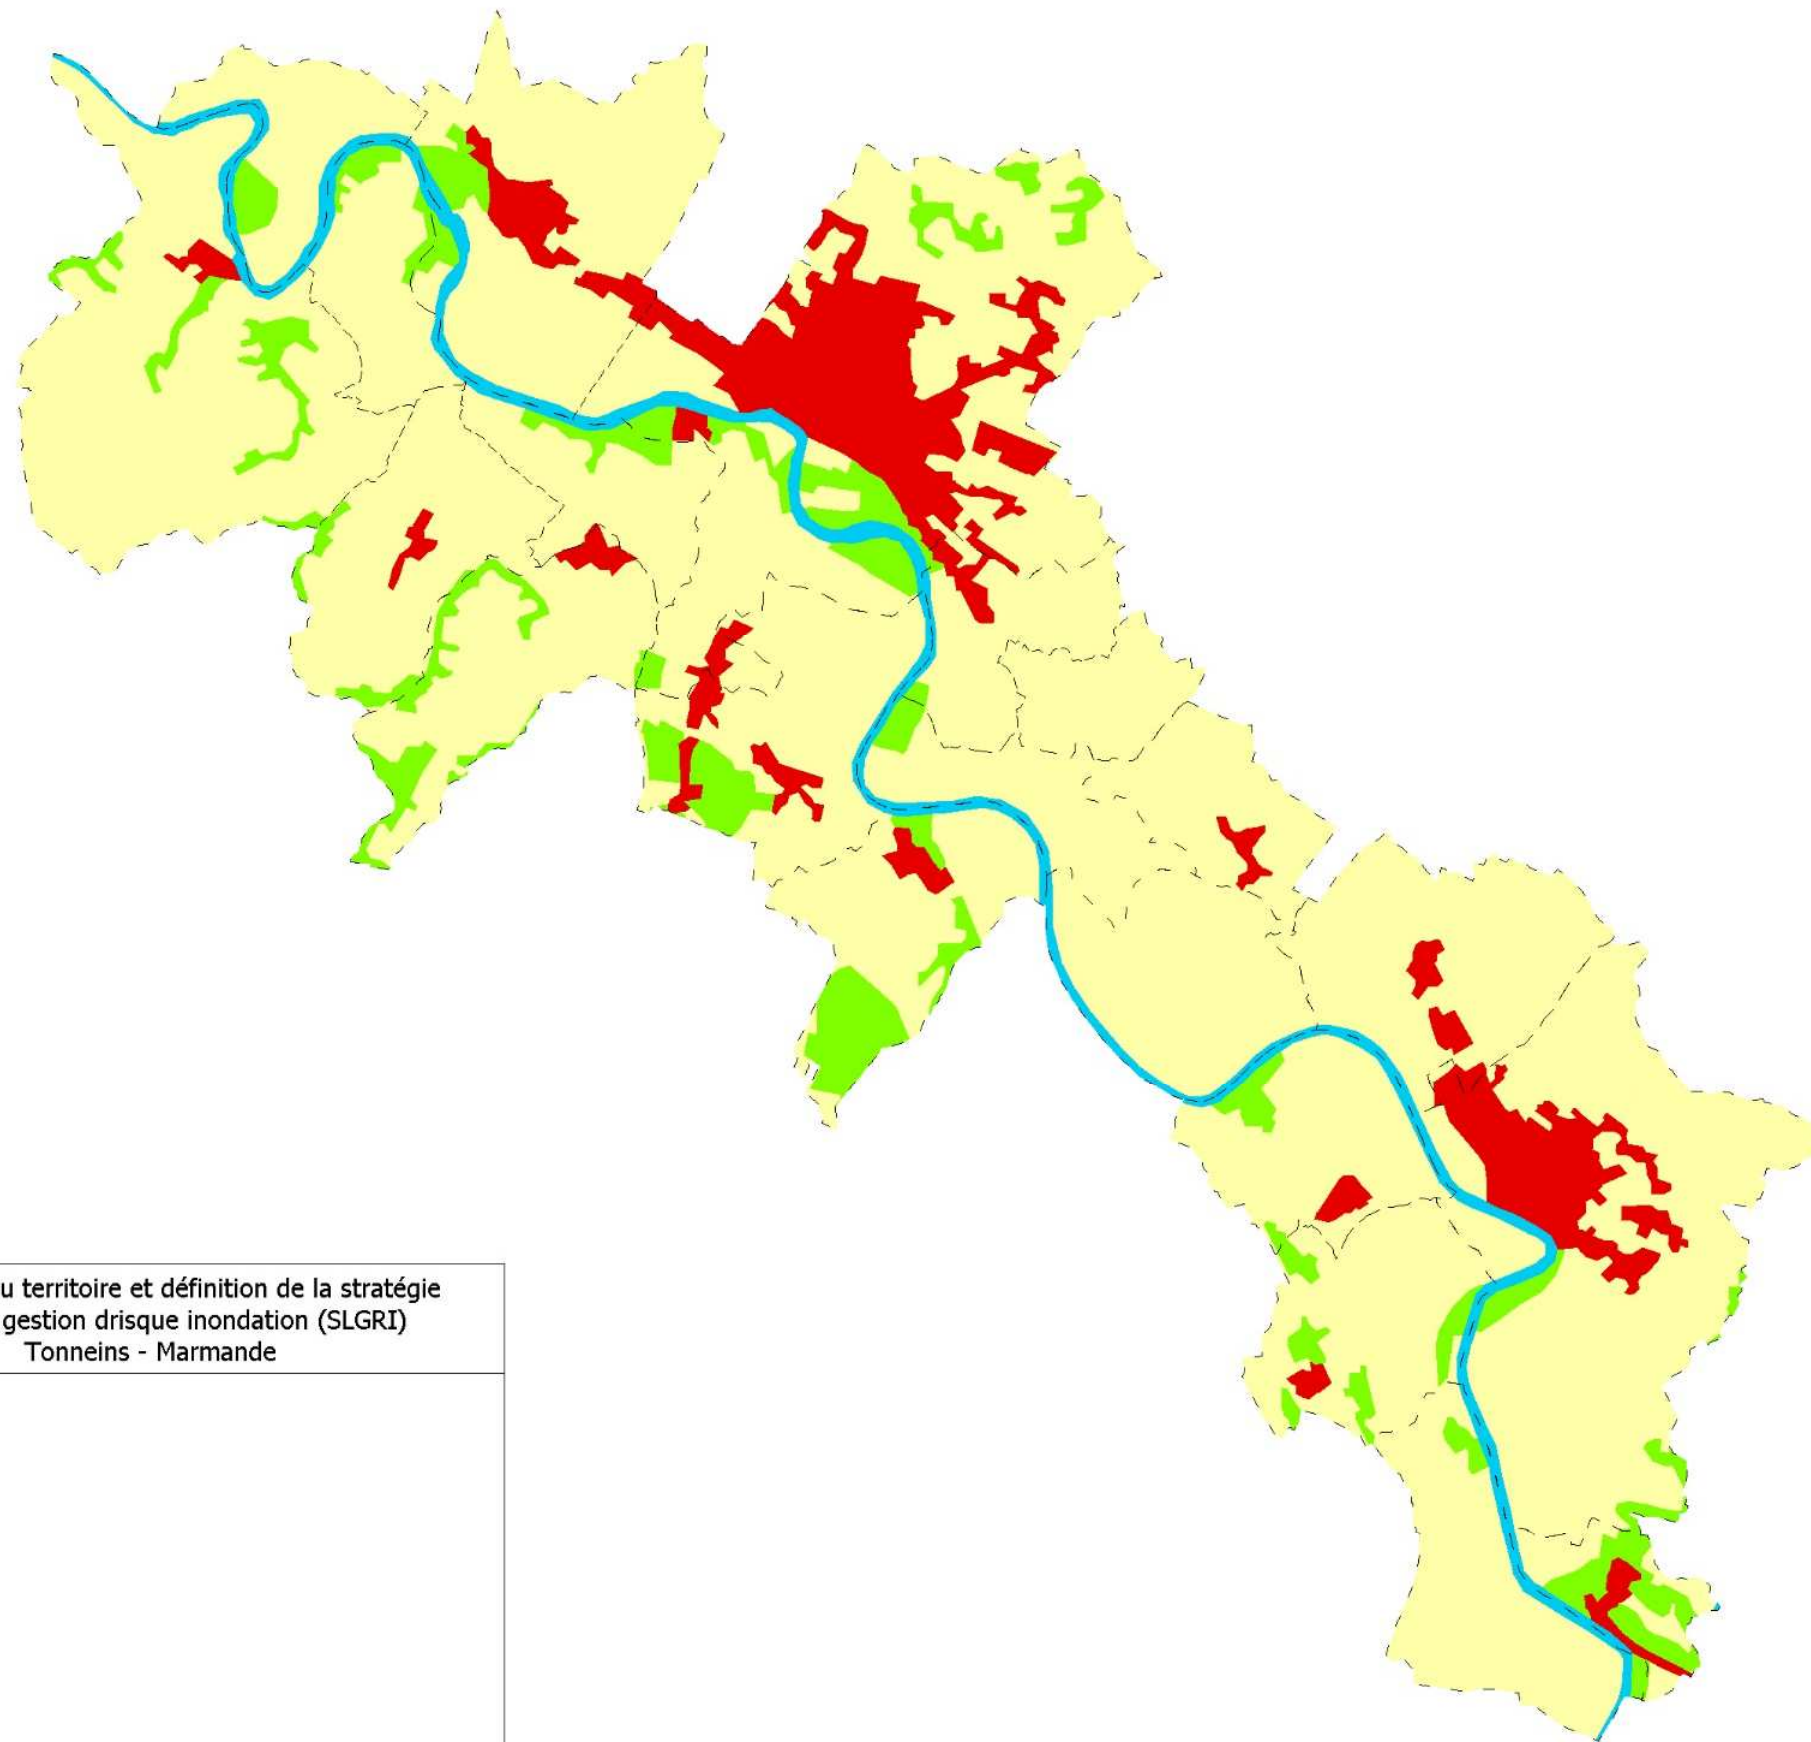 u territoire et définition de la stratégie
gestion drisque inondation (SLGRI)
Tonneins - Marmande